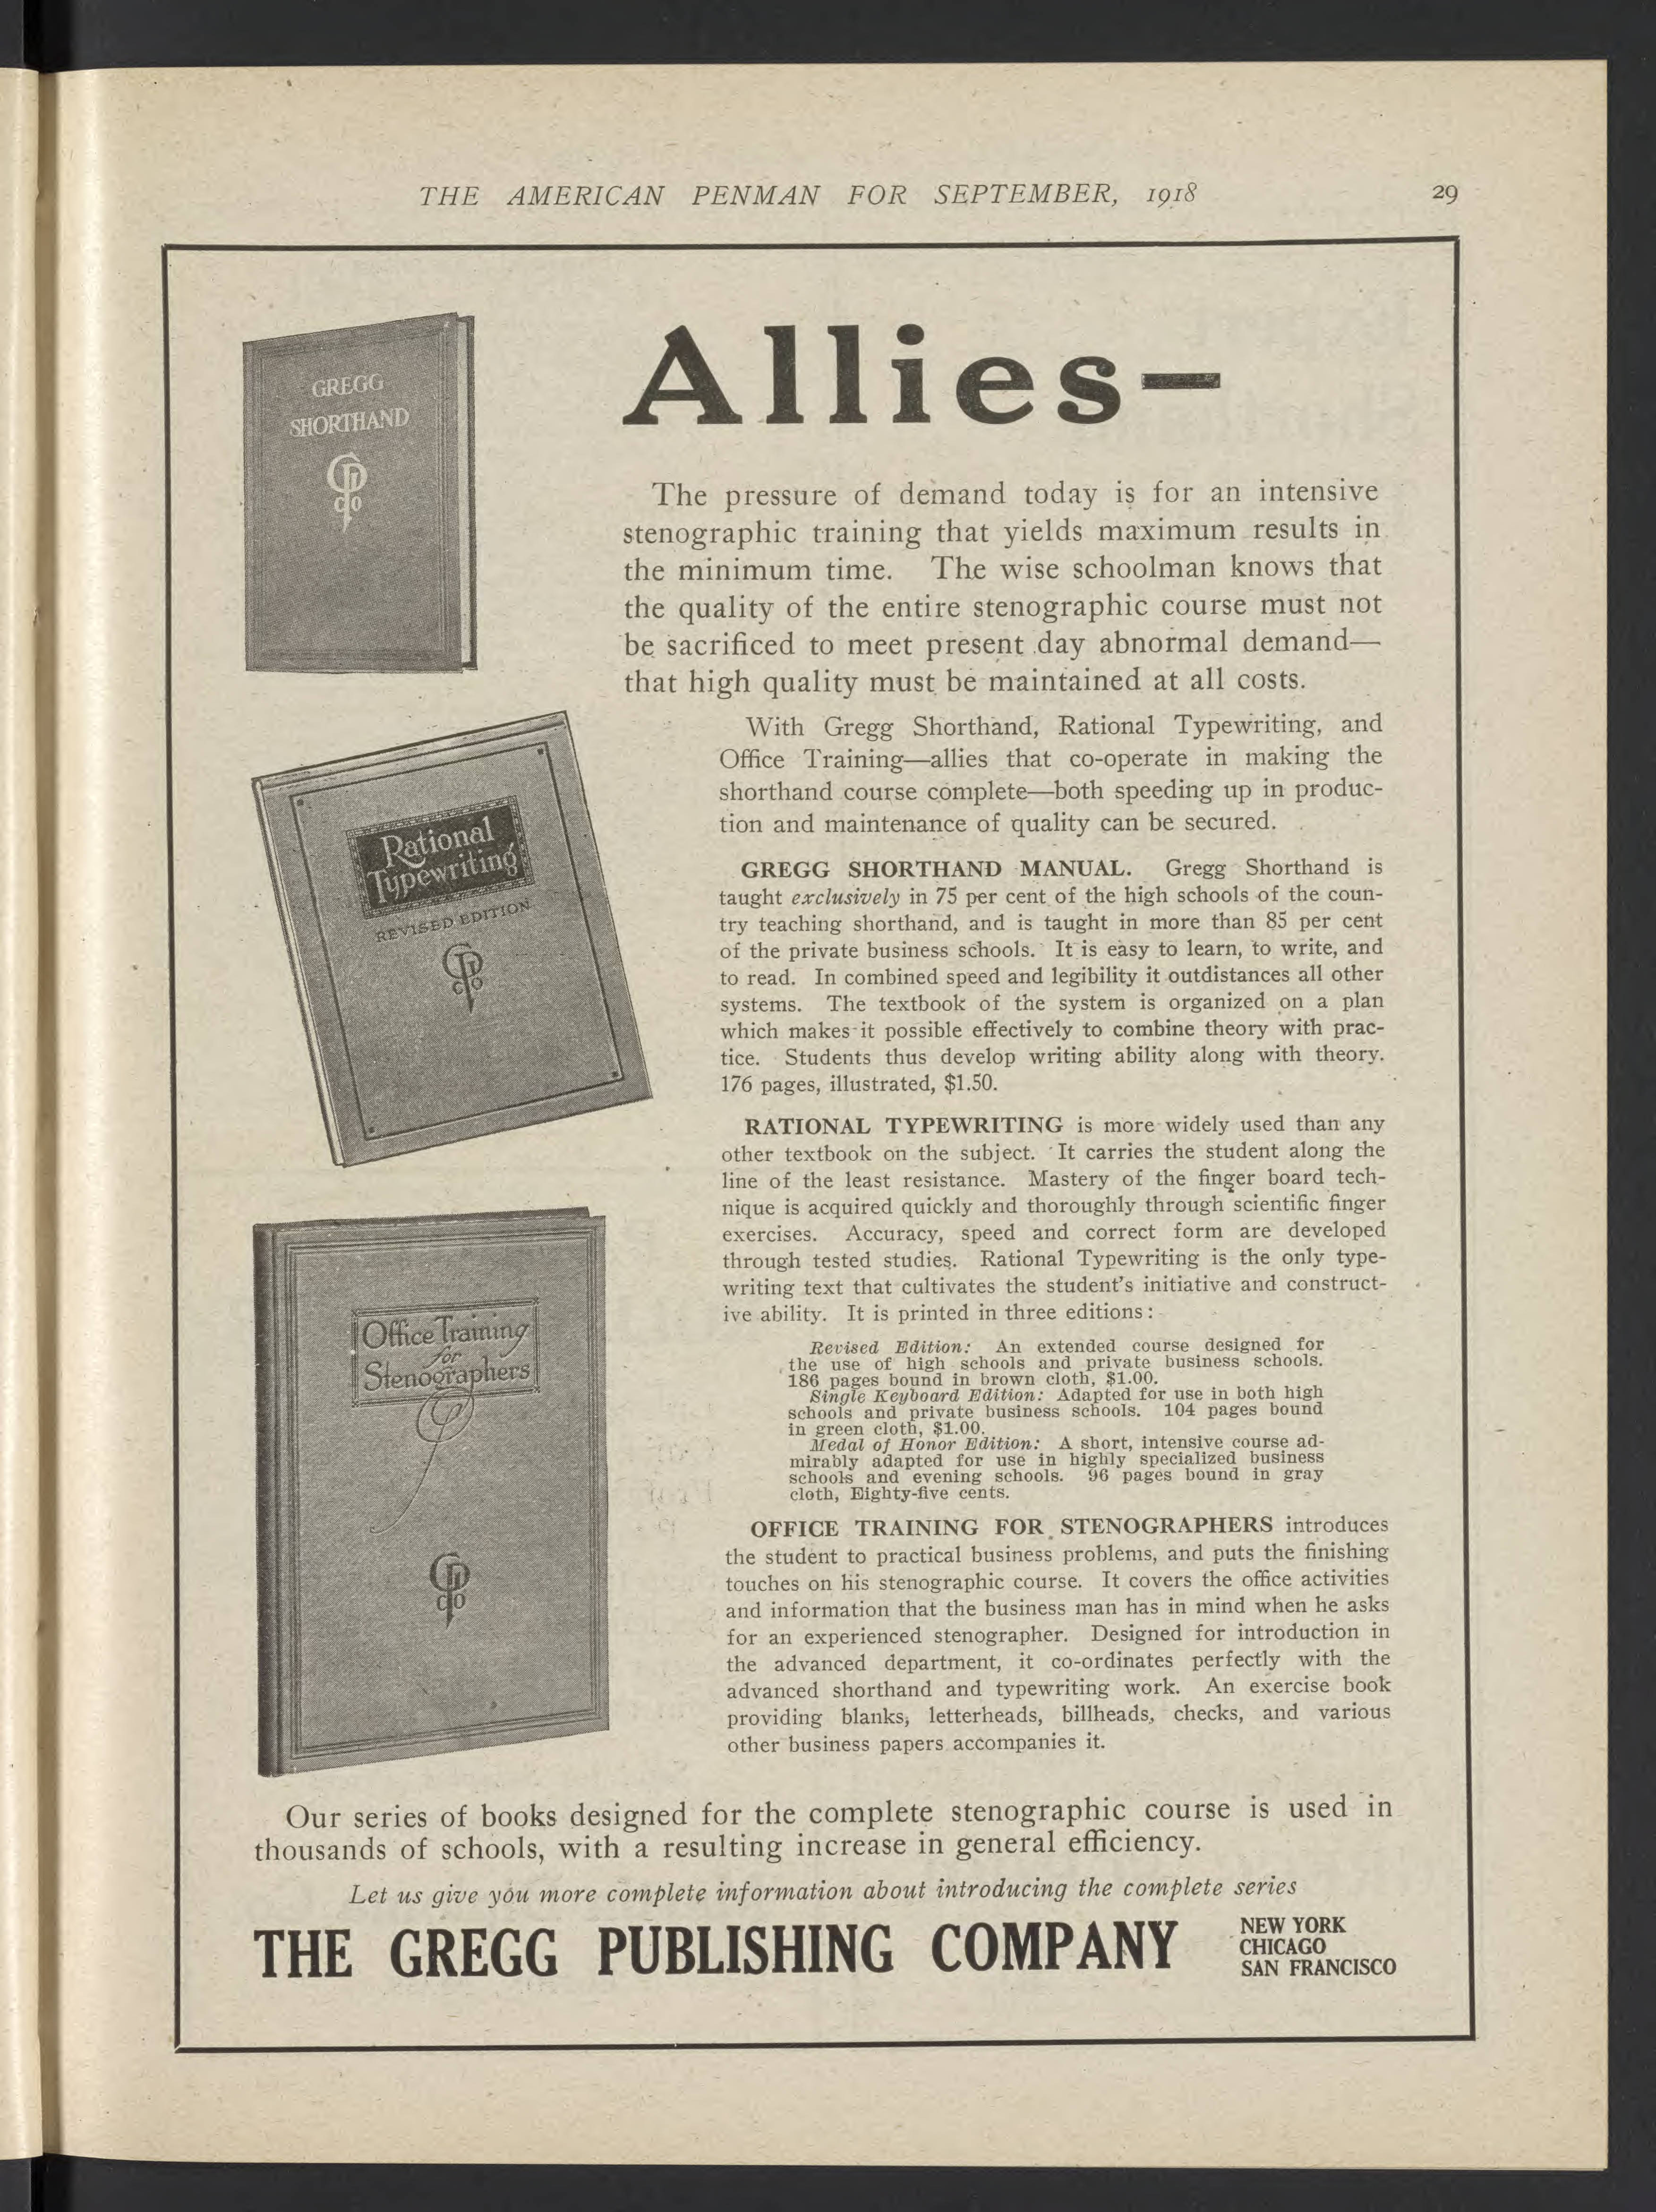 THE AMERICAN PENMAN FOR SEPTEMBER, 1918 29
GREGG
SHORTHAND
Allies—
The pressure of demand today is for an intensive
stenographic training that yields maximum results in
the minimum time. The wise schoolman knows that
the quality of the entire stenographic course must not
be sacrificed to meet present day abnormal demand—
that high quality must be maintained at all costs.
With Gregg Shorthand, Rational Typewriting, and
Office Training—allies that co-operate in making the
shorthand course complete—both speeding up in produc-
tion and maintenance of quality can be secured.
Rational
Typewriting
REVISED EDITION
GREGG SHORTHAND MANUAL. Gregg Shorthand is
taught exclusively in 75 per cent of the high schools of the coun-
try teaching shorthand, and is taught in more than 85 per cent
of the private business schools. It is easy to learn, to write, and
to read. In combined speed and legibility it outdistances all other
systems. The textbook of the system is organized on a plan
which makes it possible effectively to combine theory with prac-
tice. Students thus develop writing ability along with theory.
176 pages, illustrated, $1.50.
RATIONAL TYPEWRITING is more widely used than any
other textbook on the subject. It carries the student along the
line of the least resistance. Mastery of the finger board tech-
nique is acquired quickly and thoroughly through scientific finger
exercises. Accuracy, speed and correct form are developed
through tested studies. Rational Typewriting is the only type-
writing text that cultivates the student's initiative and construct-
ive ability. It is printed in three editions:
Revised Edition: An extended course designed for
the use of high schools and private business schools.
186 pages bound in brown cloth, $1.00.
Single Keyboard Edition: Adapted for use in both high
schools and private business schools. 104 pages bound
in green cloth, $1.00.
Medal of Honor Edition: A short, intensive course ad-
mirably adapted for use in highly specialized business
schools and evening schools. 96 pages bound in gray
cloth, Eighty-five cents.
Office Training
for
Stenographers
OFFICE TRAINING FOR STENOGRAPHERS introduces
the student to practical business problems, and puts the finishing
touches on his stenographic course. It covers the office activities
and information that the business man has in mind when he asks
for an experienced stenographer. Designed for introduction in
the advanced department, it co-ordinates perfectly with the
advanced shorthand and typewriting work. An exercise book
providing blanks, letterheads, billheads, checks, and various
other business papers accompanies it.
Our series of books designed for the complete stenographic course is used in
thousands of schools, with a resulting increase in general efficiency.
Let us give you more complete information about introducing the complete series
THE GREGG PUBLISHING COMPANY
NEW YORK
CHICAGO
SAN FRANCISCO